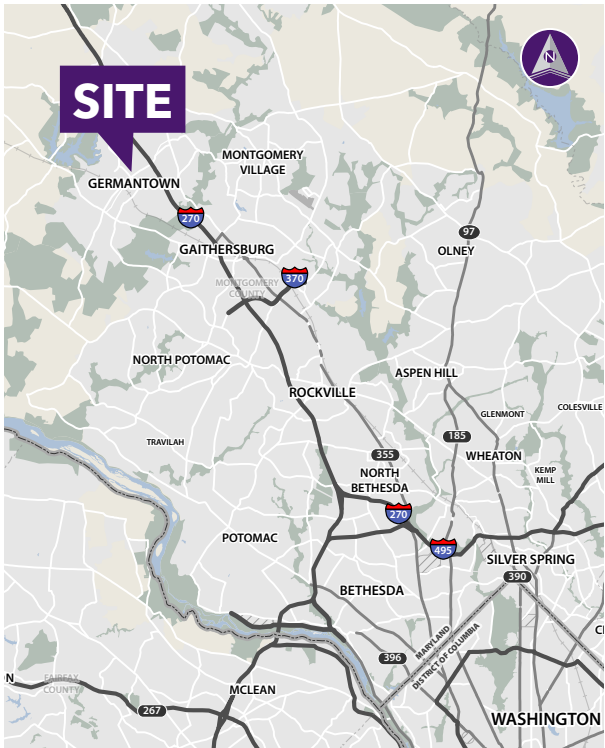 N
SITE
MONTGOMERY
VILLAGE
GERMANTOWN
270
97
GAITHERSBURG
OLNEY
370
MONTGOMERY
COUNTY
NORTH POTOMAC
ASPEN HILL
ROCKVILLE
COLESVILLE
GLENMONT
185
TRAVILAH
355
WHEATON
NORTH
BETHESDA
KEMP
MILL
270
POTOMAC
495
SILVER SPRING
390
BETHESDA
MARYLAND
DISTRICT OF COLUMBIA
396
FAIRFAX
COUNTY
MCLEAN
267
WASHINGTON